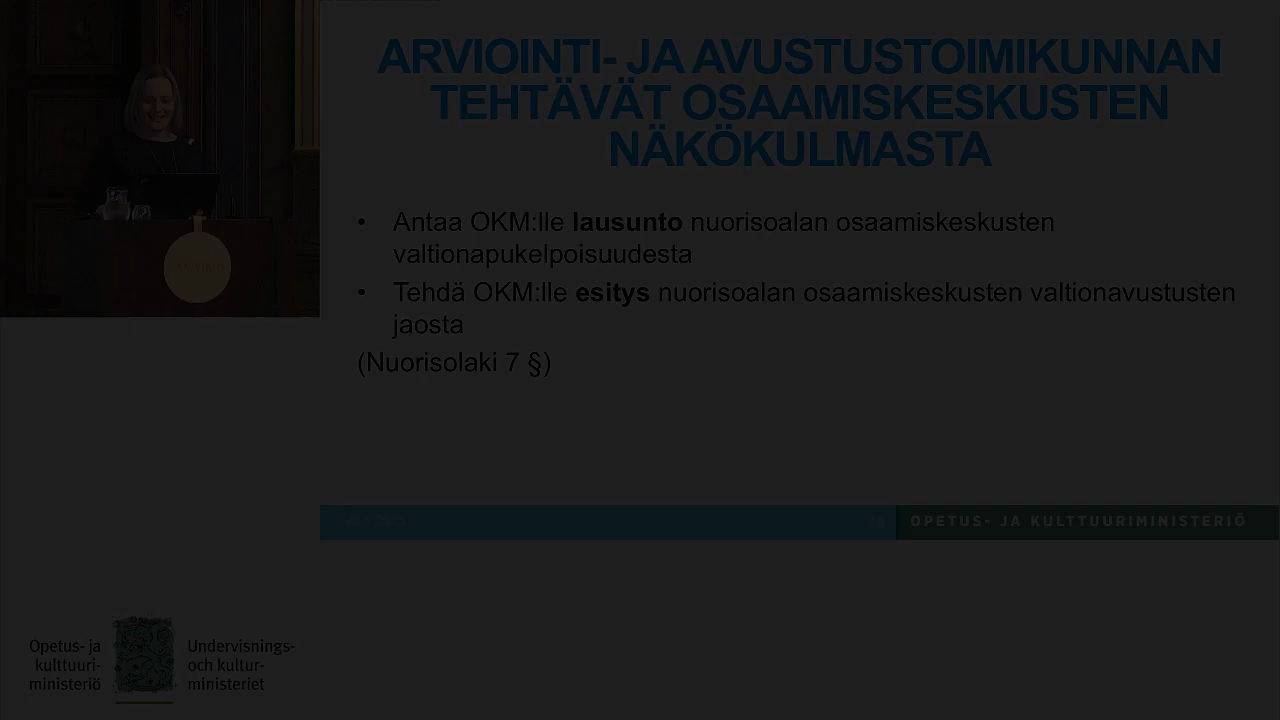 ARVIOINTI- JA AVUSTUSTOIMIKUNNAN
TEHTÄVÄT OSAAMISKESKUSTEN
NÄKÖKULMASTA
• Antaa OKM:lle lausunto nuorisoalan osaamiskeskusten
valtionapukelpoisuudesta
• Tehdä OKM:lle esitys nuorisoalan osaamiskeskusten valtionavustusten
jaosta
(Nuorisolaki 7 §)
OPETUS- JA KULTTUURIMINISTERIÖ
Opetus- ja
kulttuuri-
ministeriö
Undervisnings-
och kultur-
ministeriet